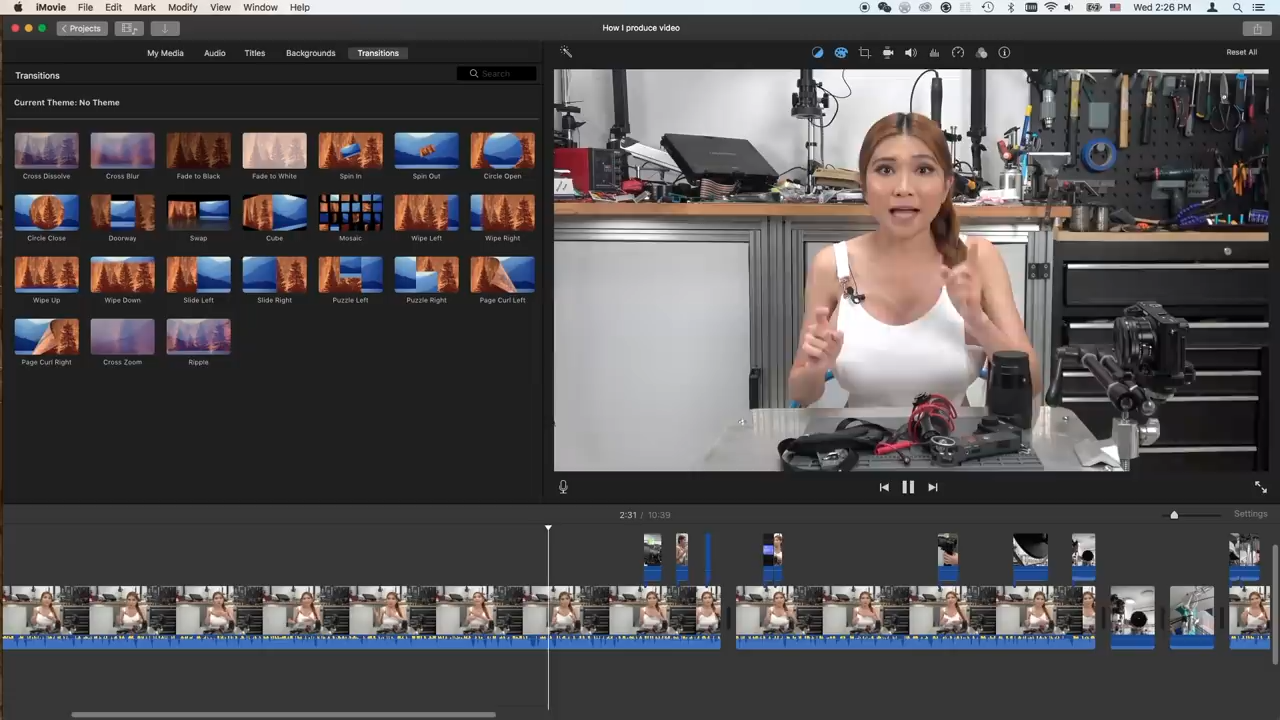 iMovie File Edit Mark Modify View Window Help Wed 2:26 PM
Projects How I produce video
My Media Audio Titles Backgrounds Transitions Reset All
Transitions Search
Current Theme: No Theme
Cross Dissolve Cross Blur Fade to Black Fade to White Spin In Spin Out Circle Open
Circle Close Doorway Swap Cube Mosaic Wipe Left Wipe Right
Wipe Up Wipe Down Slide Left Slide Right Puzzle Left Puzzle Right Page Curl Left
Page Curl Right Cross Zoom Ripple
2:31 / 10:39 Settings